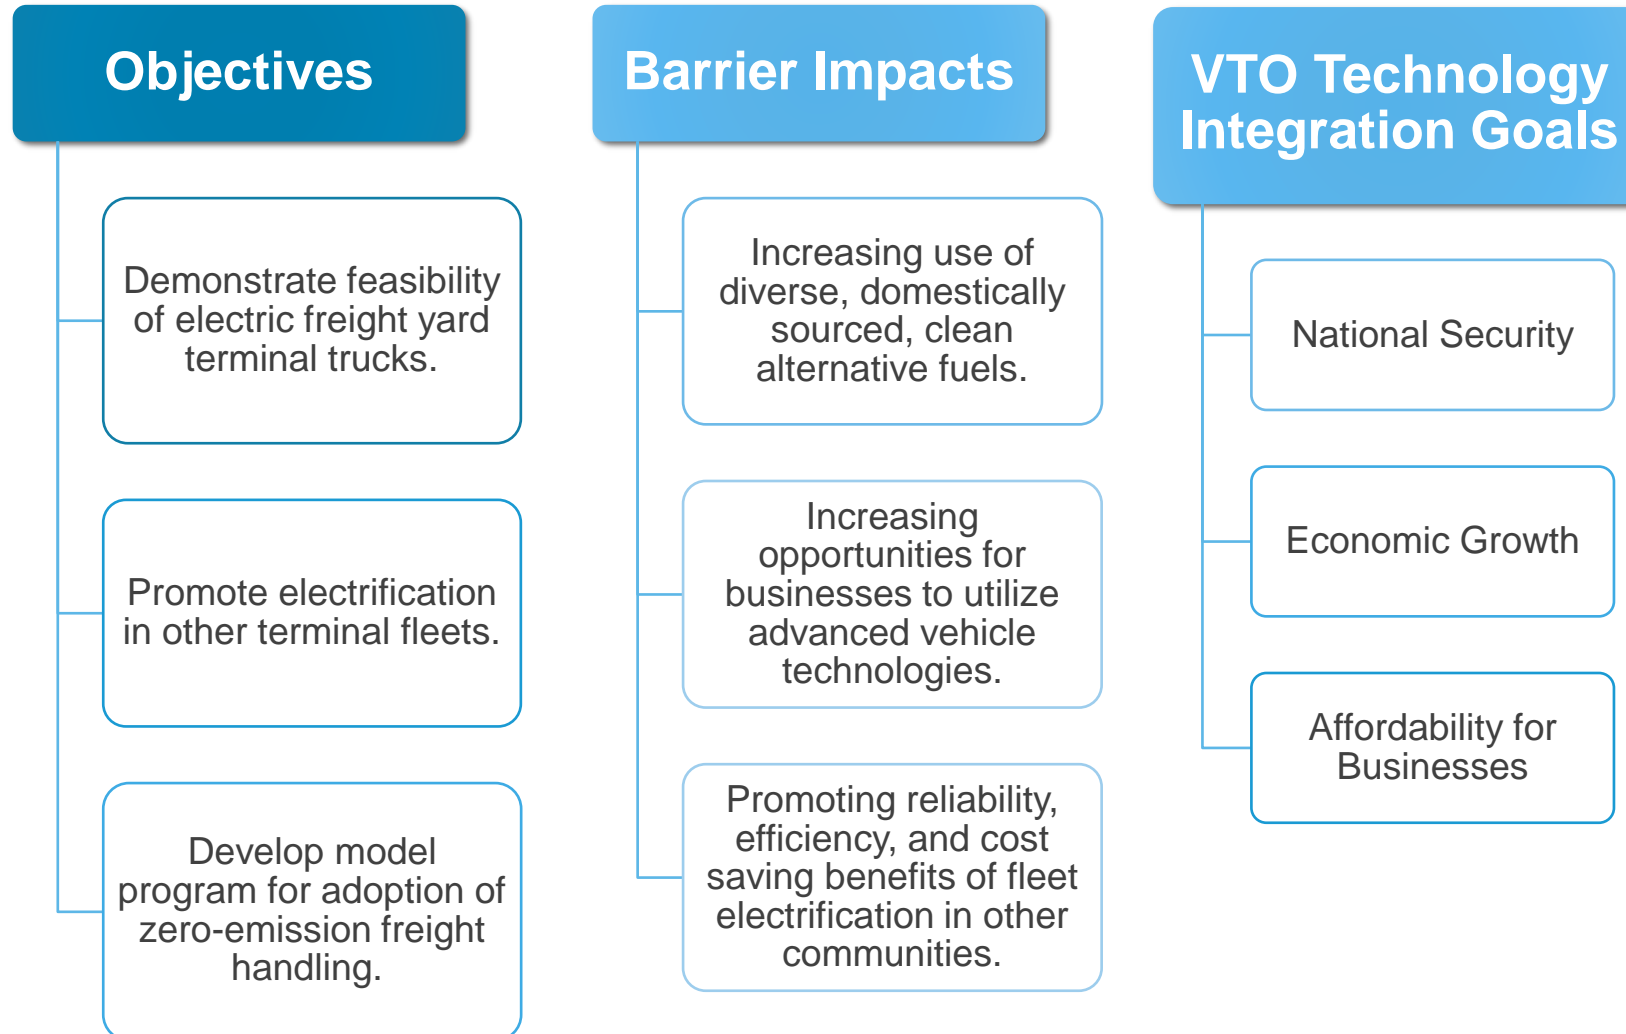 Objectives
Demonstrate feasibility
of electric freight yard
terminal trucks.
Promote electrification
in other terminal fleets.
Develop model
program for adoption of
zero-emission freight
handling.
Barrier Impacts
Increasing use of
diverse, domestically
sourced, clean
alternative fuels.
Increasing
opportunities for
businesses to utilize
advanced vehicle
technologies.
Promoting reliability,
efficiency, and cost
saving benefits of fleet
electrification in other
communities.
VTO Technology
Integration Goals
National Security
Economic Growth
Affordability for
Businesses